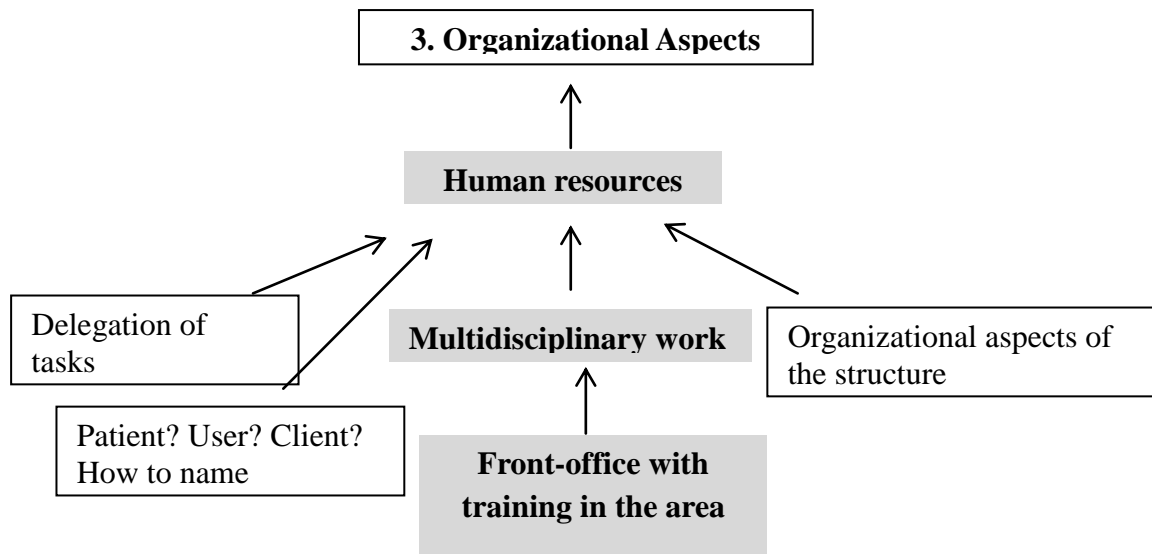 3. Organizational Aspects
Human resources
Delegation of
tasks
Multidisciplinary work
Organizational aspects of
the structure
Patient? User? Client?
How to name
Front-office with
training in the area